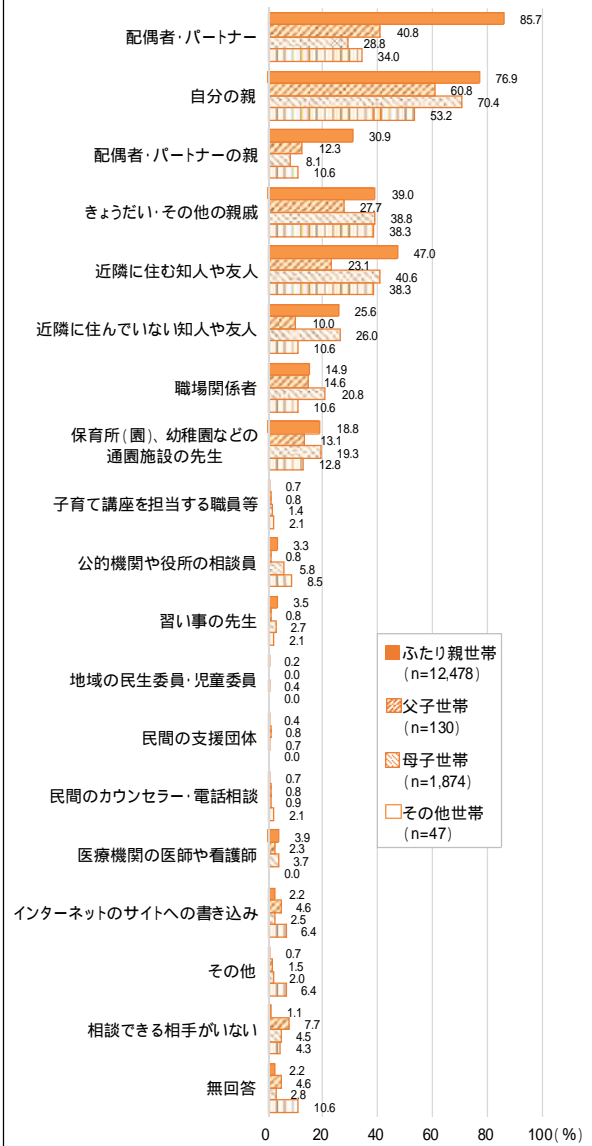 配偶者・パートナー
85.7
40.8
28.8
34.0
自分の親
76.9
60.8
70.4
53.2
配偶者・パートナーの親
30.9
12.3
8.1
10.6
きょうだい・その他の親戚
39.0
27.7
38.8
38.3
近隣に住む知人や友人
47.0
23.1
40.6
38.3
近隣に住んでいない知人や友人
25.6
10.0
26.0
10.6
職場関係者
14.9
14.6
20.8
10.6
保育所(園)、幼稚園などの
通園施設の先生
18.8
13.1
19.3
12.8
子育て講座を担当する職員等
0.7
0.8
1.4
2.1
公的機関や役所の相談員
3.3
0.8
5.8
8.5
習い事の先生
3.5
0.8
2.7
2.1
地域の民生委員・児童委員
0.2
0.0
0.4
0.0
民間の支援団体
0.4
0.8
0.7
0.0
民間のカウンセラー・電話相談
0.7
0.8
0.9
2.1
医療機関の医師や看護師
3.9
2.3
3.7
0.0
インターネットのサイトへの書き込み
2.2
4.6
2.5
6.4
その他
0.7
1.5
2.0
6.4
相談できる相手がいない
1.1
7.7
4.5
4.3
無回答
2.2
4.6
2.8
10.6
ふたり親世帯
(n=12,478)
父子世帯
(n=130)
母子世帯
(n=1,874)
その他世帯
(n=47)
0 20 40 60 80 100(%)